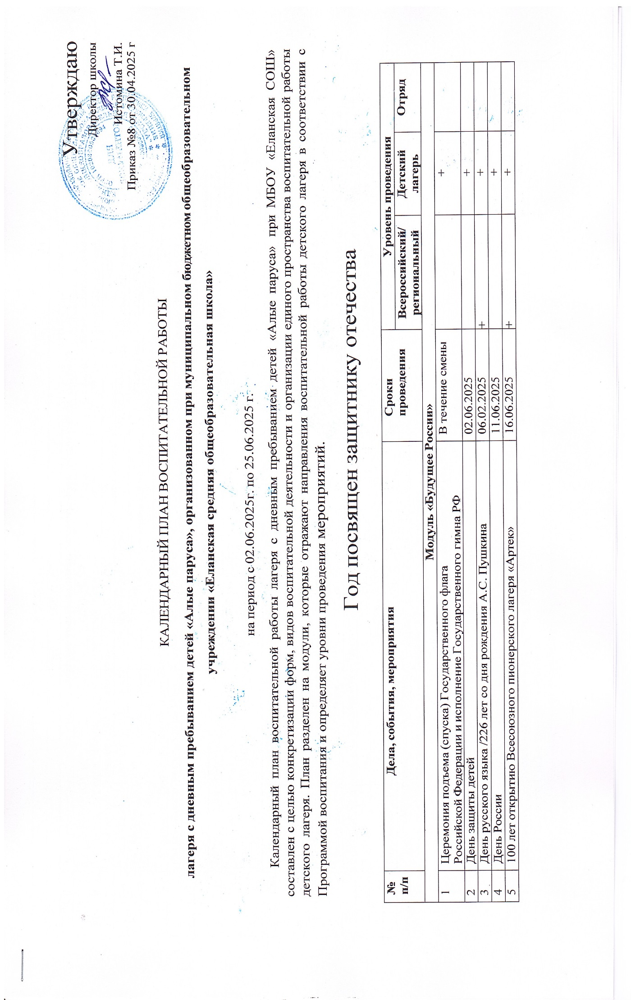 Утверждаю
Директор школы
Истомина Т.И.
Приказ №8 от 30.04.2025 г
КАЛЕНДАРНЫЙ ПЛАН ВОСПИТАТЕЛЬНОЙ РАБОТЫ
лагеря с дневным пребыванием детей «Алые паруса», организованном при муниципальном бюджетном общеобразовательном
учреждении «Еланская средняя общеобразовательная школа»
на период с 02.06.2025г. по 25.06.2025 г.
Календарный план воспитательной работы лагеря с дневным пребыванием детей «Алые паруса» при МБОУ «Еланская СОШ»
составлен с целью конкретизаций форм, видов воспитательной деятельности и организации единого пространства воспитательной работы
детского лагеря. План разделен на модули, которые отражают направления воспитательной работы детского лагеря в соответствии с
Программой воспитания и определяет уровни проведения мероприятий.
Год посвящен защитнику отечества
№ Дела, события, мероприятия Сроки Уровень проведения
п/п проведения Всероссийский/ Детский Отряд
региональный лагерь
Модуль «Будущее России»
1 Церемония подъема (спуска) Государственного флага В течение смены +
Российской Федерации и исполнение Государственного гимна РФ
2 День защиты детей 02.06.2025 +
3 День русского языка /226 лет со дня рождения А.С. Пушкина 06.02.2025 + +
4 День России 11.06.2025 +
5 100 лет открытию Всесоюзного пионерского лагеря «Артек» 16.06.2025 + +